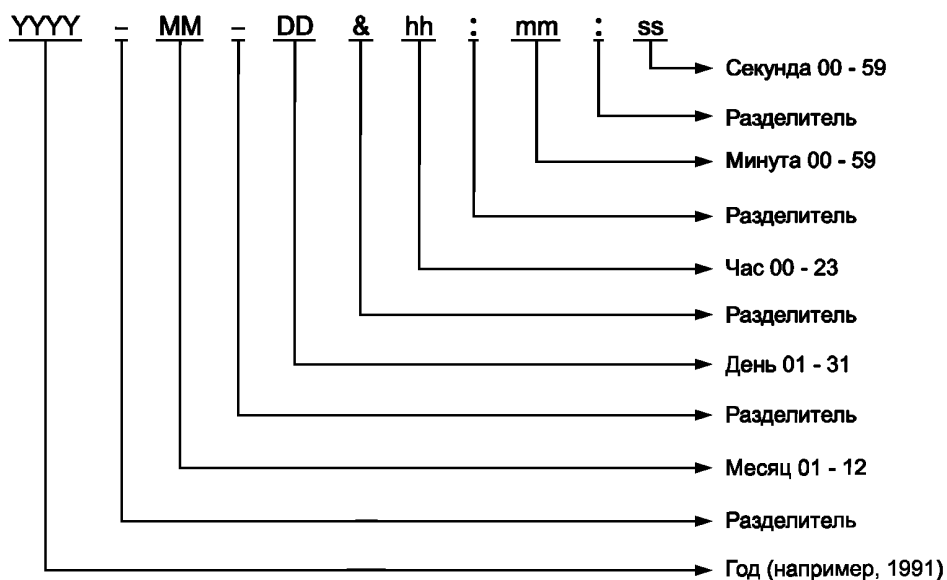 YYYY - MM - DD & hh : mm : ss
Секунда 00 - 59
Разделитель
Минута 00 - 59
Разделитель
Час 00 - 23
Разделитель
День 01 - 31
Разделитель
Месяц 01 - 12
Разделитель
Год (например, 1991)